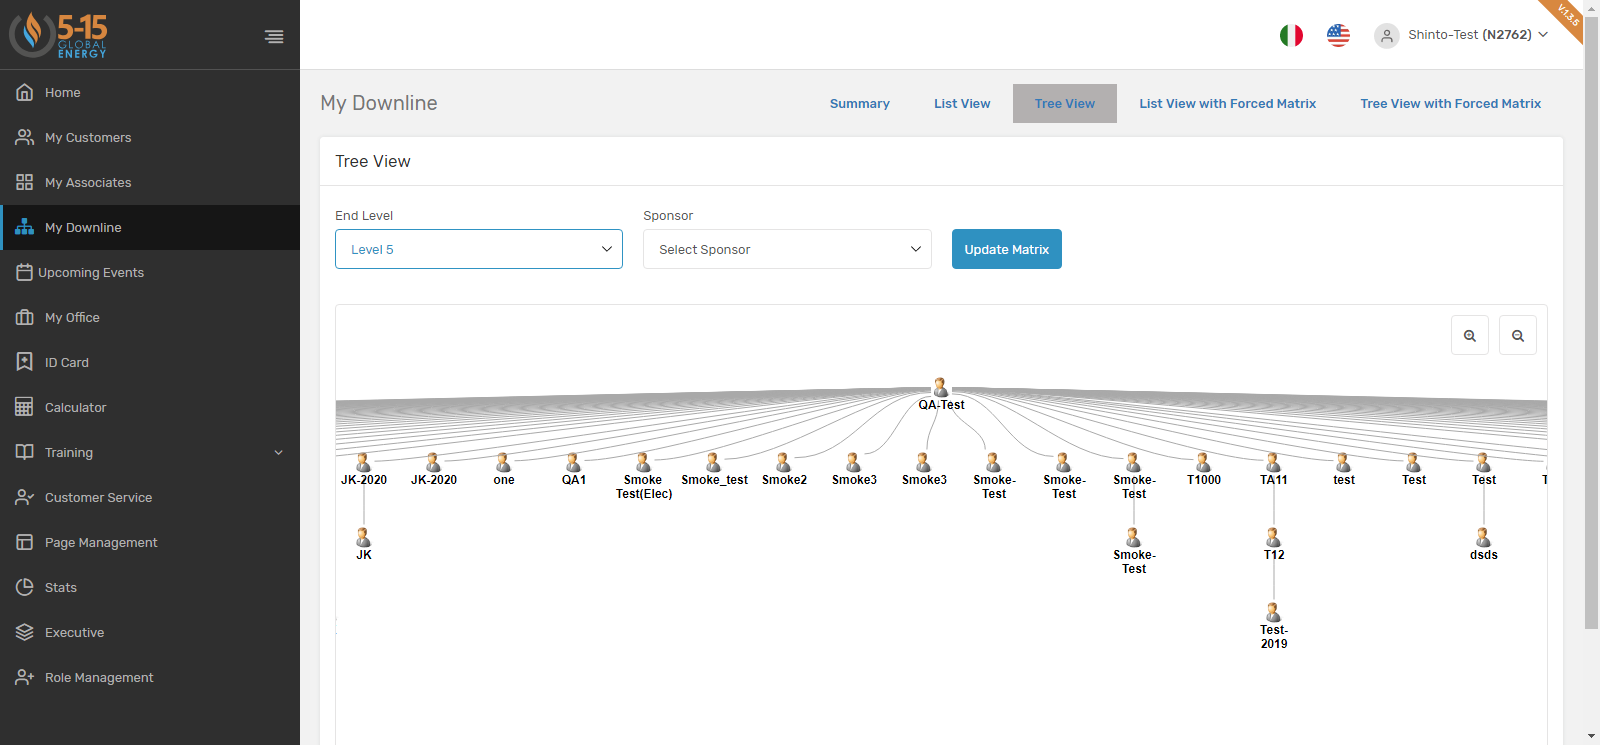 5-15
GLOBAL
ENERGY
Home
My Customers
My Associates
My Downline
Upcoming Events
My Office
ID Card
Calculator
Training
Customer Service
Page Management
Stats
Executive
Role Management
Shinto-Test (N2762)
V.1.3.5
My Downline
Summary
List View
Tree View
List View with Forced Matrix
Tree View with Forced Matrix
Tree View
End Level
Sponsor
Level 5
Select Sponsor
Update Matrix
QA-Test
JK-2020
JK-2020
one
QA1
Smoke
Test(Elec)
Smoke_test
Smoke2
Smoke3
Smoke3
Smoke-
Test
Smoke-
Test
Smoke-
Test
T1000
TA11
test
Test
Test
JK
Smoke-
Test
T12
dsds
Test-
2019